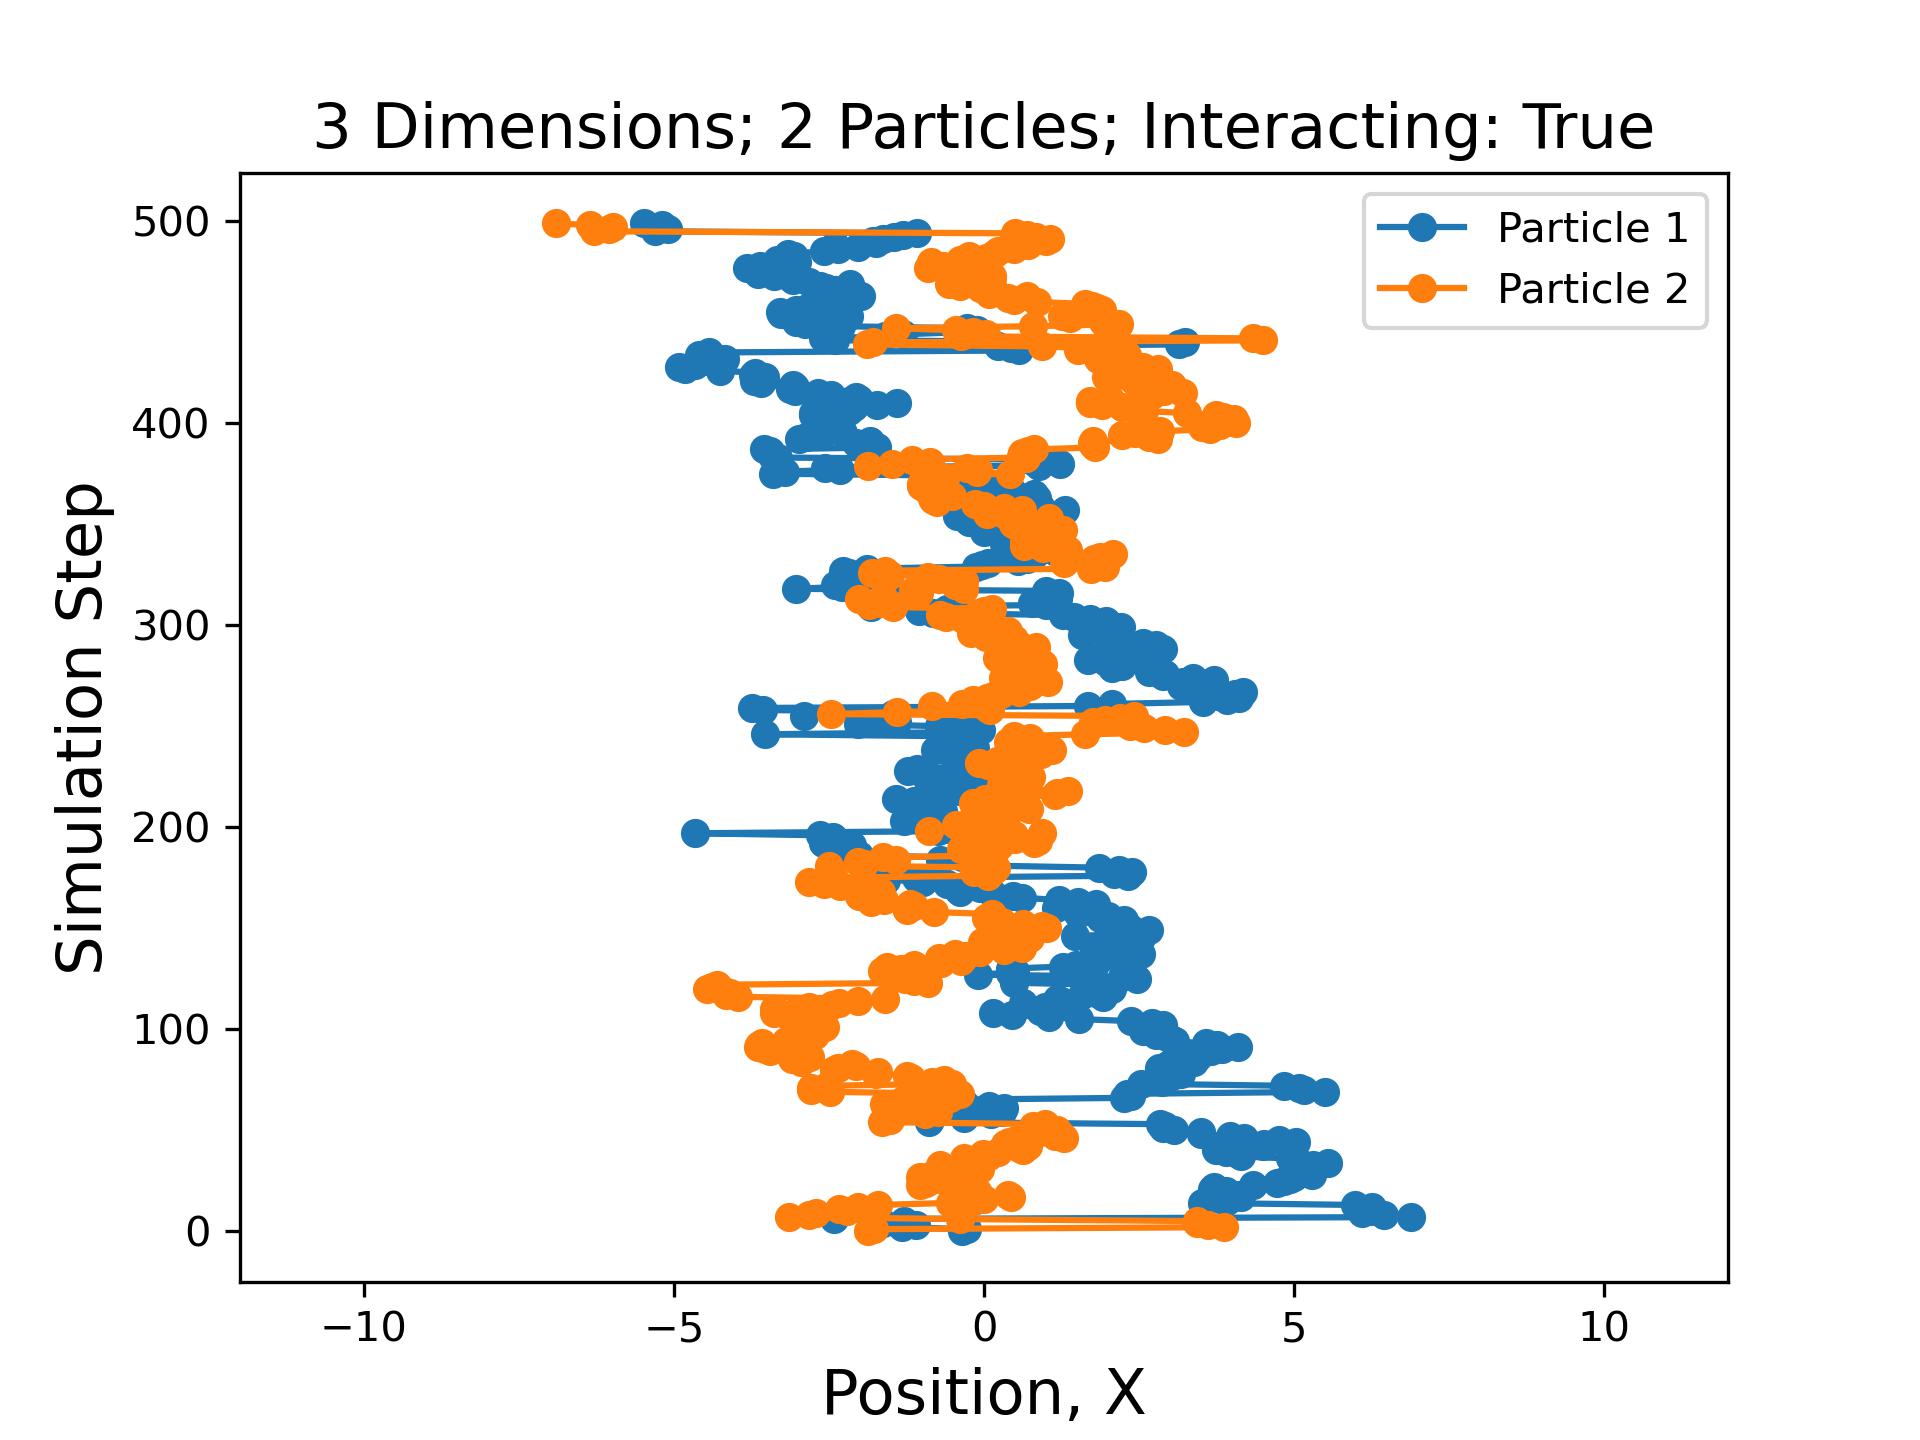 3 Dimensions; 2 Particles; Interacting: True
Particle 1
Particle 2
500
400
300
200
100
0
Simulation Step
−10
−5
0
5
10
Position, X